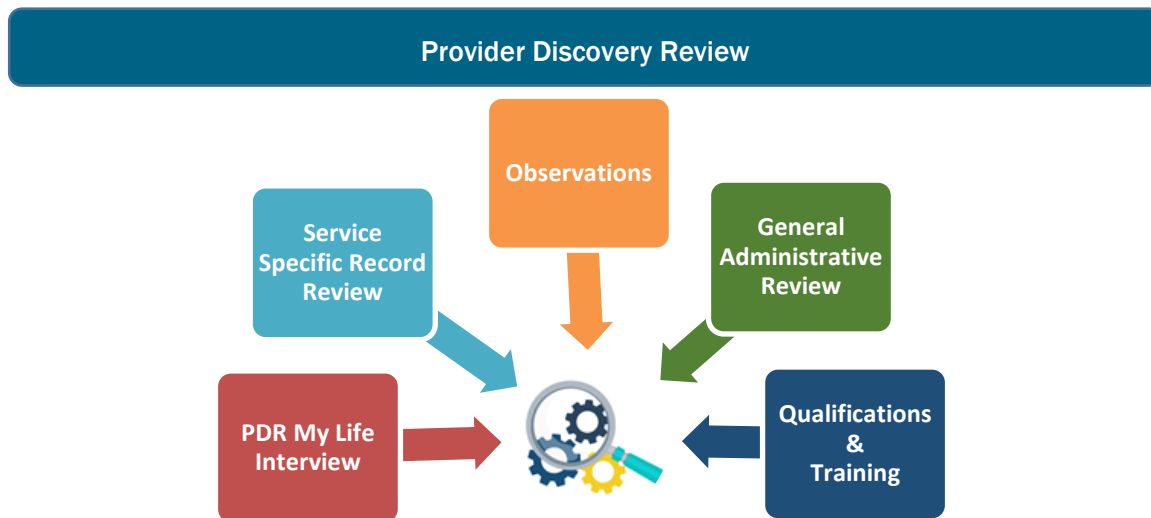 Provider Discovery Review
Observations
Service
Specific Record
Review
General
Administrative
Review
PDR My Life
Interview
Qualifications
&
Training